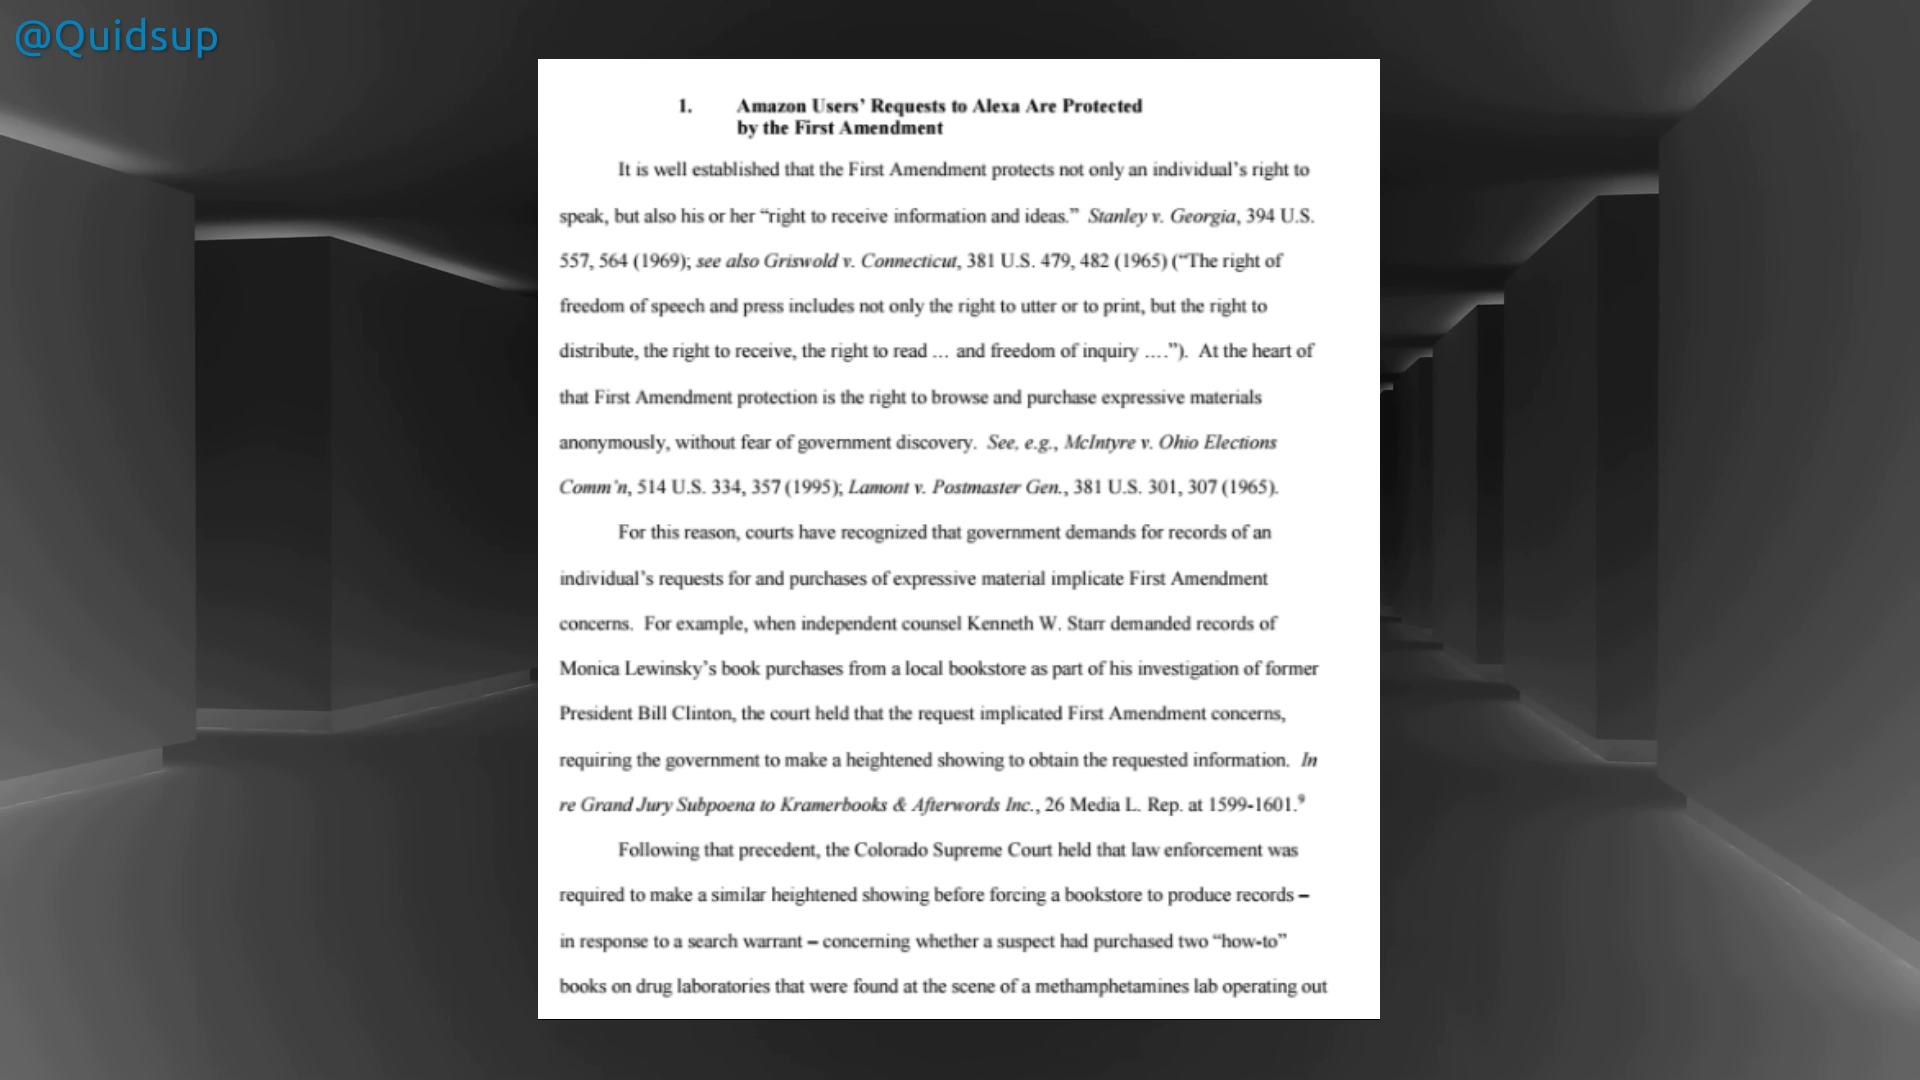 @Quidsup
1. Amazon Users’ Requests to Alexa Are Protected
by the First Amendment
It is well established that the First Amendment protects not only an individual’s right to
speak, but also his or her “right to receive information and ideas.” Stanley v. Georgia, 394 U.S.
557, 564 (1969); see also Griswold v. Connecticut, 381 U.S. 479, 482 (1965) (“The right of
freedom of speech and press includes not only the right to utter or to print, but the right to
distribute, the right to receive, the right to read ... and freedom of inquiry ....”). At the heart of
that First Amendment protection is the right to browse and purchase expressive materials
anonymously, without fear of government discovery. See, e.g., McIntyre v. Ohio Elections
Comm’n, 514 U.S. 334, 357 (1995); Lamont v. Postmaster Gen., 381 U.S. 301, 307 (1965).
For this reason, courts have recognized that government demands for records of an
individual’s requests for and purchases of expressive material implicate First Amendment
concerns. For example, when independent counsel Kenneth W. Starr demanded records of
Monica Lewinsky’s book purchases from a local bookstore as part of his investigation of former
President Bill Clinton, the court held that the request implicated First Amendment concerns,
requiring the government to make a heightened showing to obtain the requested information. In
re Grand Jury Subpoena to Kramerbooks & Afterwords Inc., 26 Media L. Rep. at 1599-1601.⁹
Following that precedent, the Colorado Supreme Court held that law enforcement was
required to make a similar heightened showing before forcing a bookstore to produce records –
in response to a search warrant – concerning whether a suspect had purchased two “how-to”
books on drug laboratories that were found at the scene of a methamphetamines lab operating out